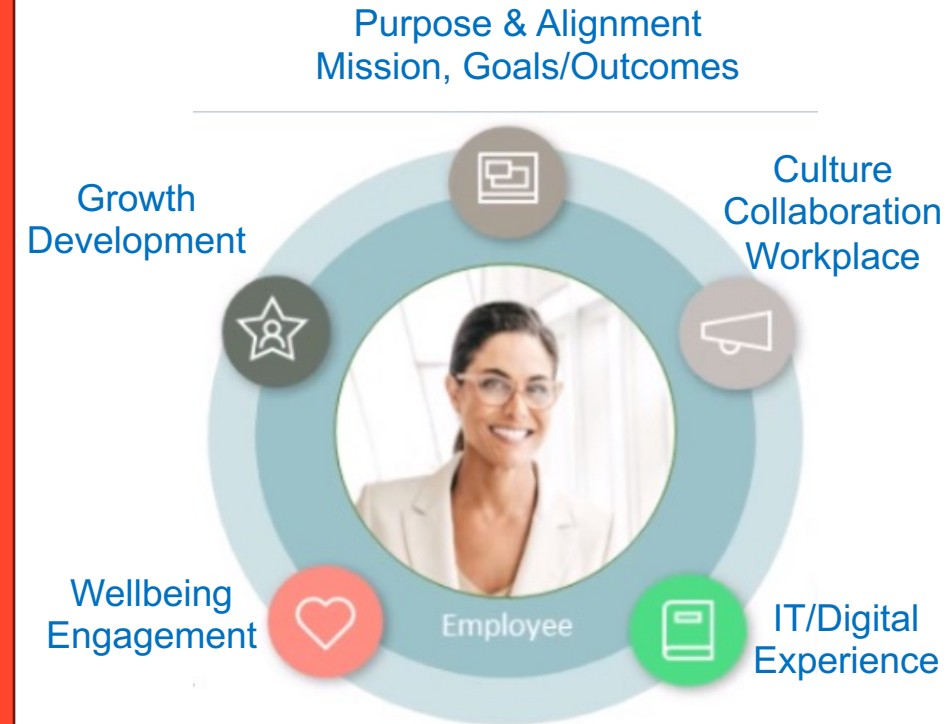 Purpose & Alignment
Mission, Goals/Outcomes
Growth
Development
Culture
Collaboration
Workplace
Wellbeing
Engagement
Employee
IT/Digital
Experience